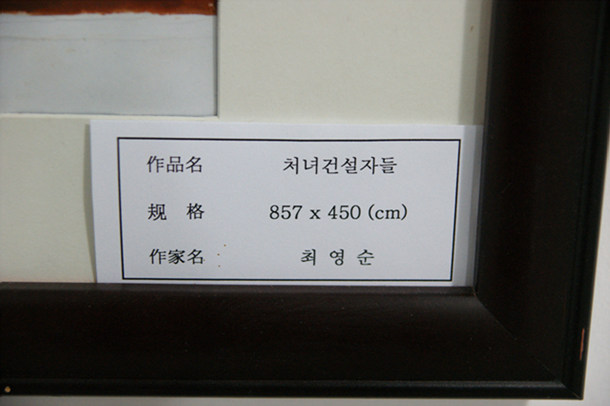 作品名 처녀건설자들
规 格 857 x 450 (cm)
作家名 최 영 순